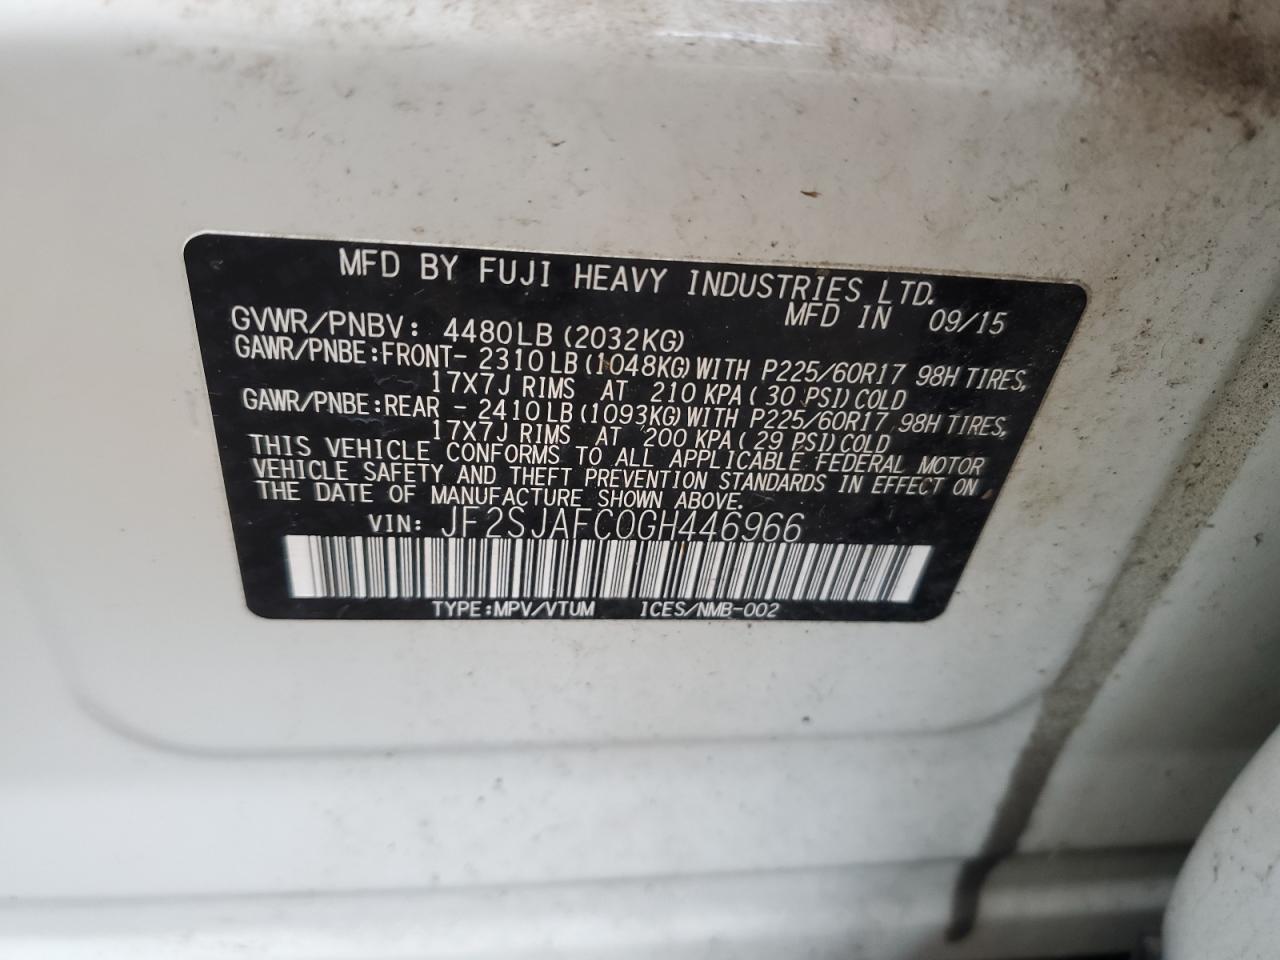 MFD BY FUJI HEAVY INDUSTRIES LTD.
MFD IN 09/15
GVWR/PNBV: 4480LB (2032KG)
GAWR/PNBE:FRONT- 2310LB (1048KG) WITH P225/60R17 98H TIRES,
17X7J RIMS AT 210 KPA ( 30 PSI) COLD
GAWR/PNBE:REAR - 2410LB (1093KG) WITH P225/60R17 98H TIRES,
17X7J RIMS AT 200 KPA ( 29 PSI) COLD
THIS VEHICLE CONFORMS TO ALL APPLICABLE FEDERAL MOTOR
VEHICLE SAFETY AND THEFT PREVENTION STANDARDS IN EFFECT ON
THE DATE OF MANUFACTURE SHOWN ABOVE.
VIN: JF2SJAFC0GH446966
TYPE:MPV/VTUM ICES/NMB-002